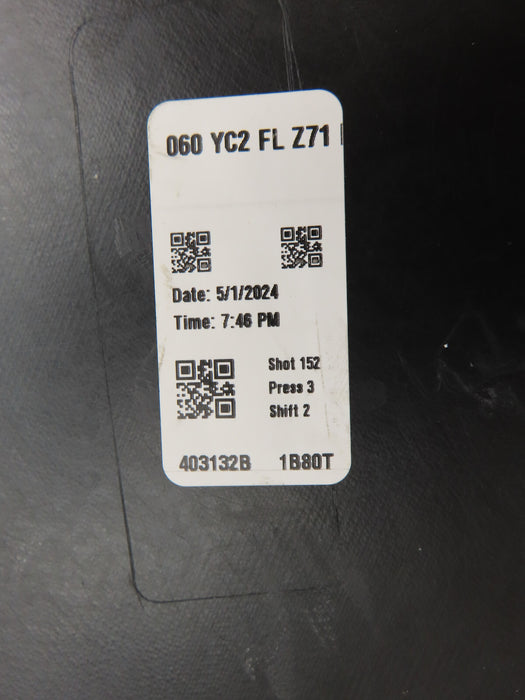 060 YC2 FL Z71
Date: 5/1/2024
Time: 7:46 PM
Shot 152
Press 3
Shift 2
403132B 1B80T